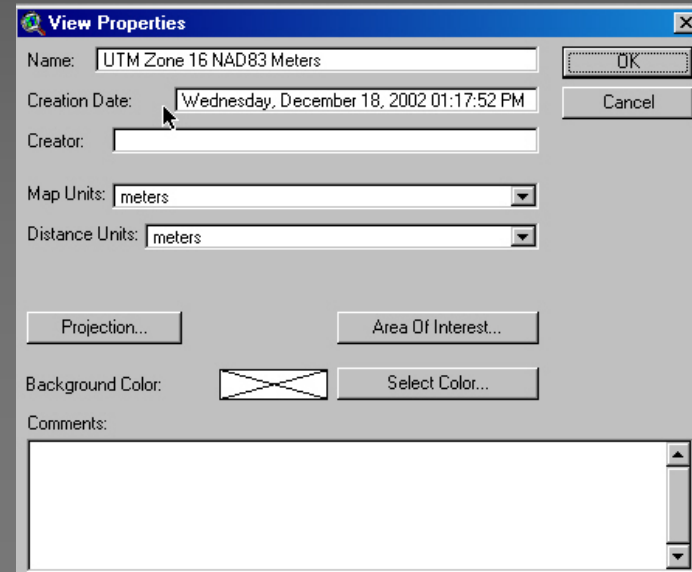 View Properties
Name: UTM Zone 16 NAD83 Meters OK
Creation Date: Wednesday, December 18, 2002 01:17:52 PM Cancel
Creator:
Map Units: meters
Distance Units: meters
Projection... Area Of Interest...
Background Color: Select Color...
Comments: